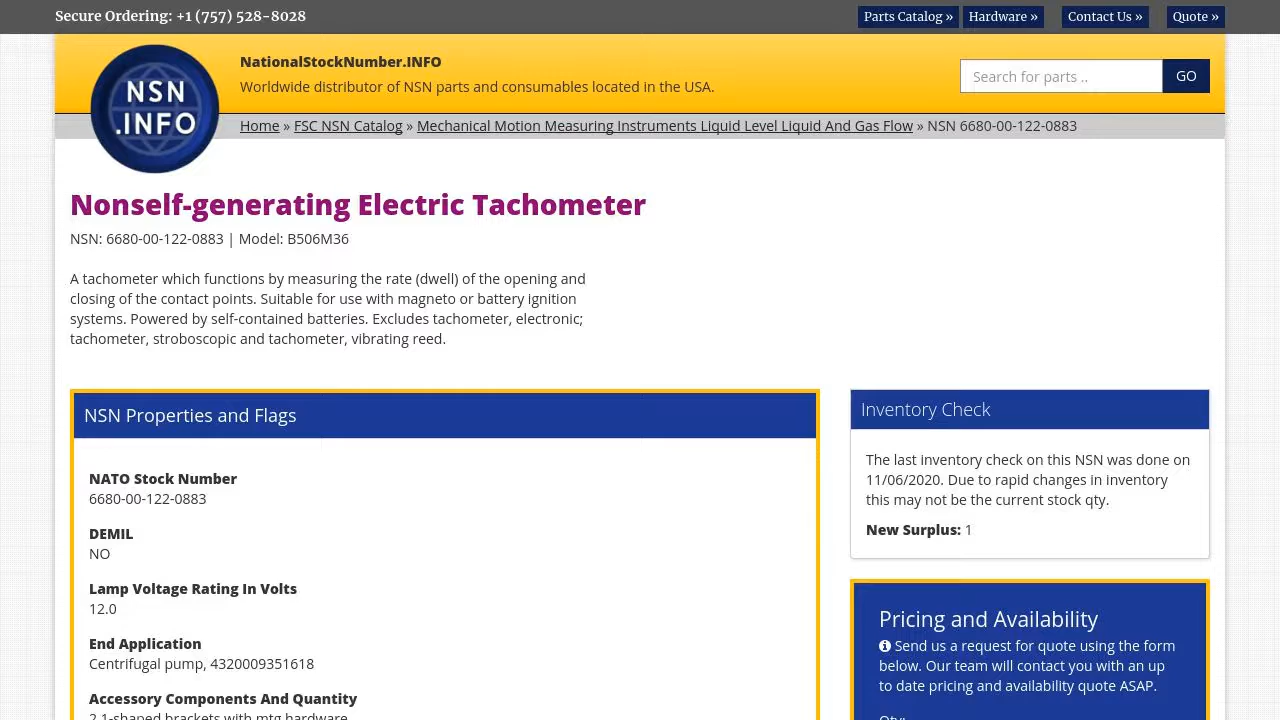 Secure Ordering: +1 (757) 528-8028
Parts Catalog » Hardware » Contact Us » Quote »
NSN
.INFO
NationalStockNumber.INFO
Worldwide distributor of NSN parts and consumables located in the USA.
Search for parts .. GO
Home » FSC NSN Catalog » Mechanical Motion Measuring Instruments Liquid Level Liquid And Gas Flow » NSN 6680-00-122-0883
Nonself-generating Electric Tachometer
NSN: 6680-00-122-0883 | Model: B506M36
A tachometer which functions by measuring the rate (dwell) of the opening and
closing of the contact points. Suitable for use with magneto or battery ignition
systems. Powered by self-contained batteries. Excludes tachometer, electronic;
tachometer, stroboscopic and tachometer, vibrating reed.
NSN Properties and Flags
NATO Stock Number
6680-00-122-0883
DEMIL
NO
Lamp Voltage Rating In Volts
12.0
End Application
Centrifugal pump, 4320009351618
Accessory Components And Quantity
2 1-shaped brackets with mtg hardware
Inventory Check
The last inventory check on this NSN was done on
11/06/2020. Due to rapid changes in inventory
this may not be the current stock qty.
New Surplus: 1
Pricing and Availability
Send us a request for quote using the form
below. Our team will contact you with an up
to date pricing and availability quote ASAP.
Qty: